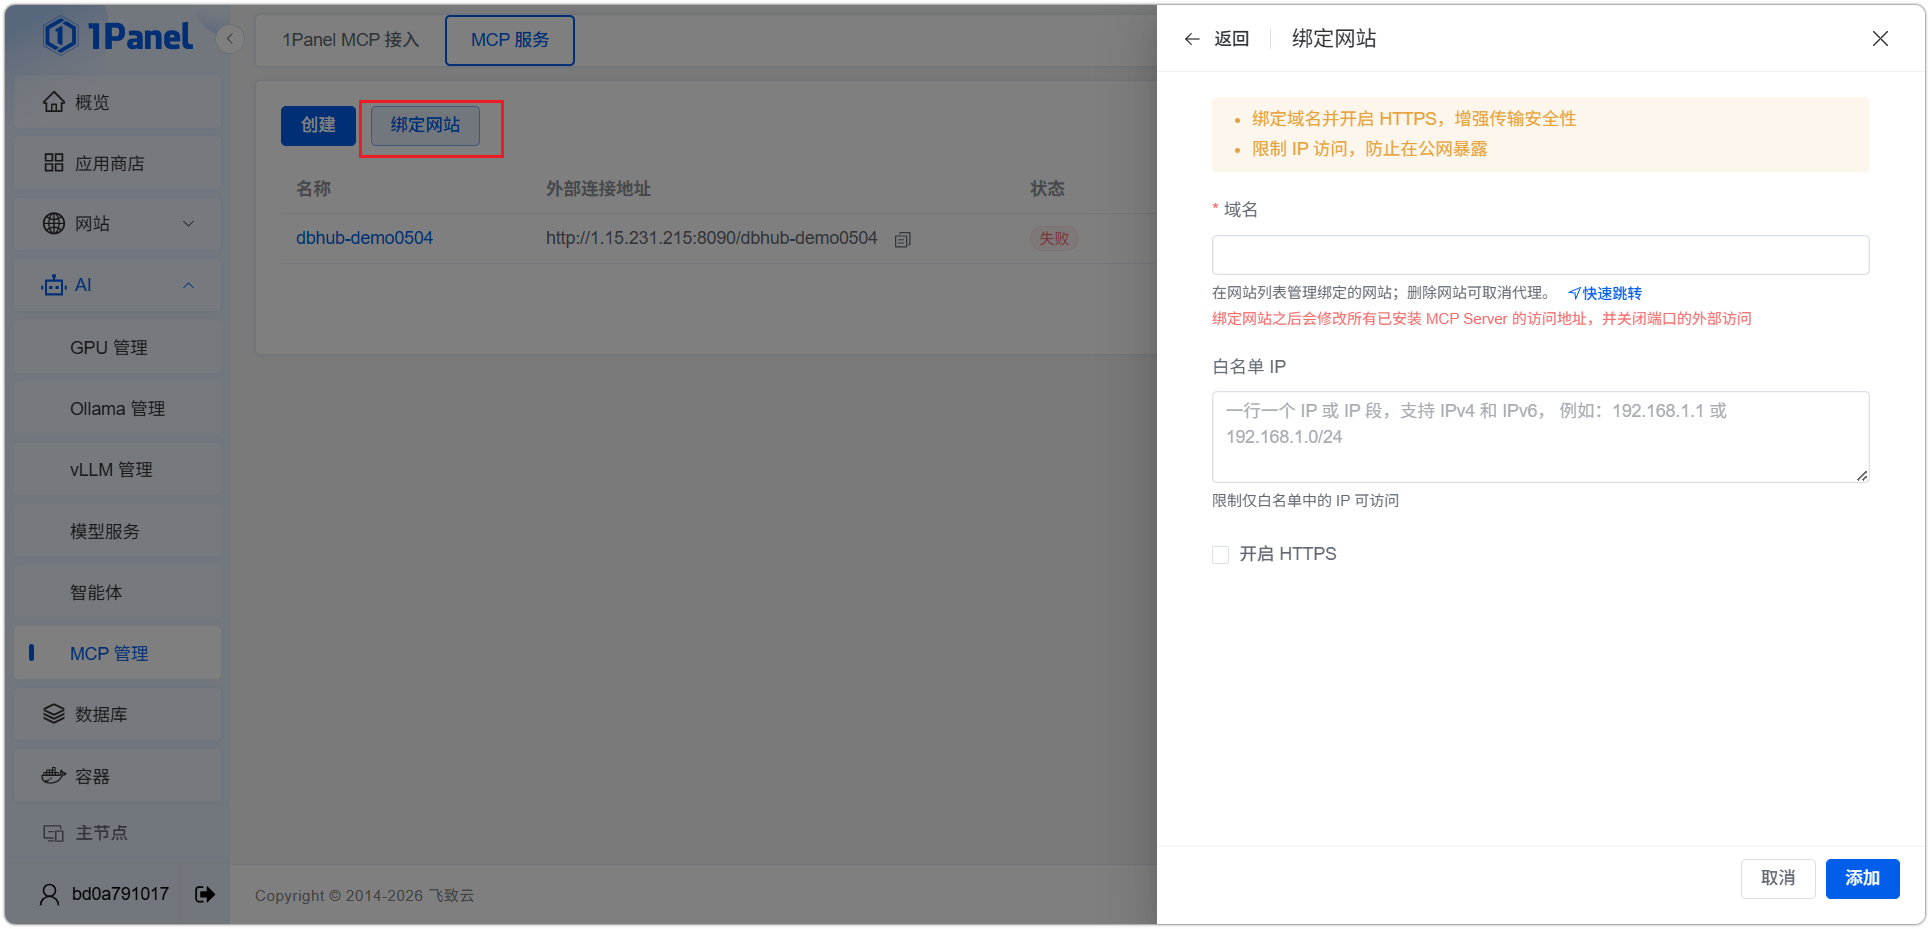 1Panel
概览
应用商店
网站
AI
GPU 管理
Ollama 管理
vLLM 管理
模型服务
智能体
MCP 管理
数据库
容器
主节点
bd0a791017
1Panel MCP 接入
MCP 服务
创建
绑定网站
名称
外部连接地址
状态
dbhub-demo0504
http://1.15.231.215:8090/dbhub-demo0504
失败
Copyright © 2014-2026 飞致云
返回
绑定网站
• 绑定域名并开启 HTTPS，增强传输安全性
• 限制 IP 访问，防止在公网暴露
* 域名
在网站列表管理绑定的网站；删除网站可取消代理。 快速跳转
绑定网站之后会修改所有已安装 MCP Server 的访问地址，并关闭端口的外部访问
白名单 IP
一行一个 IP 或 IP 段，支持 IPv4 和 IPv6， 例如：192.168.1.1 或
192.168.1.0/24
限制仅白名单中的 IP 可访问
开启 HTTPS
取消
添加